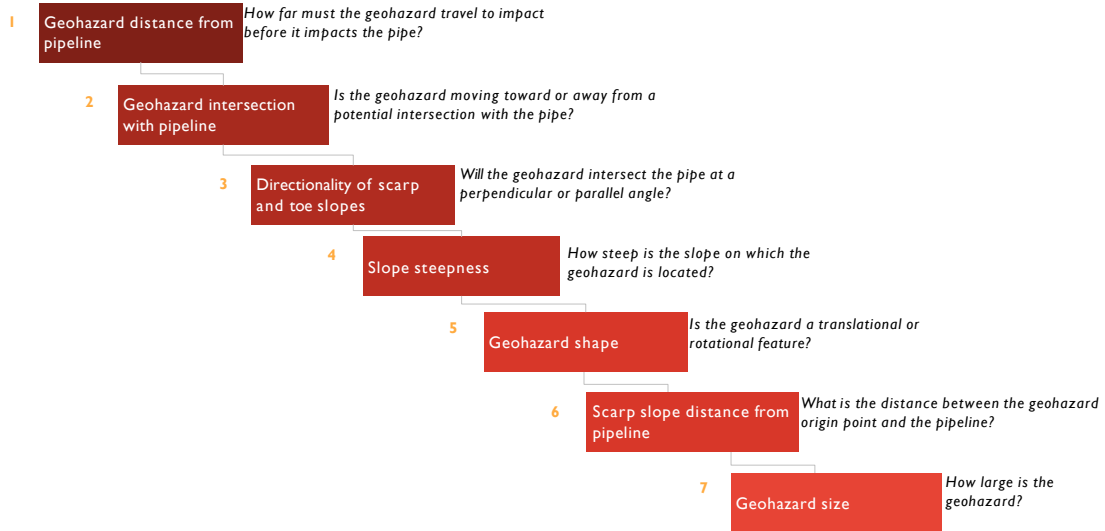 1
Geohazard distance from
pipeline
How far must the geohazard travel to impact
before it impacts the pipe?
2
Geohazard intersection
with pipeline
Is the geohazard moving toward or away from a
potential intersection with the pipe?
3
Directionality of scarp
and toe slopes
Will the geohazard intersect the pipe at a
perpendicular or parallel angle?
4
Slope steepness
How steep is the slope on which the
geohazard is located?
5
Geohazard shape
Is the geohazard a translational or
rotational feature?
6
Scarp slope distance from
pipeline
What is the distance between the geohazard
origin point and the pipeline?
7
Geohazard size
How large is the
geohazard?